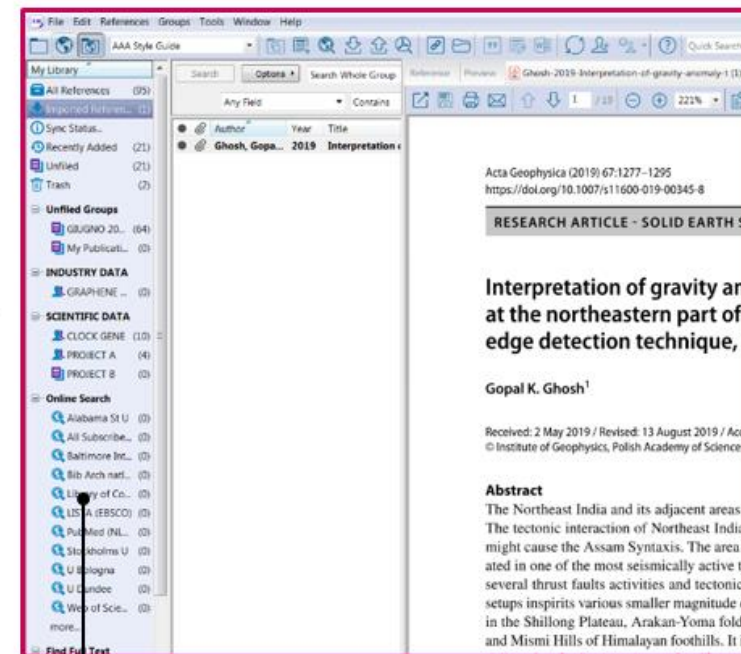 File Edit References Groups Tools Window Help
AAA Style Guide
Quick Search
My Library
All References (95)
Imported Referen... (1)
Sync Status...
Recently Added (21)
Unfiled (21)
Trash (2)
Unfiled Groups
GIUGNO 20... (64)
My Publicati... (0)
INDUSTRY DATA
GRAPHENE ... (0)
SCIENTIFIC DATA
CLOCK GENE (10)
PROJECT A (4)
PROJECT B (0)
Online Search
Alabama St U (0)
All Subscribe... (0)
Baltimore Int... (0)
Bib Arch natl... (0)
Library of Co... (0)
LISTA (EBSCO) (0)
PubMed (NL... (0)
Stockholms U (0)
U Bologna (0)
U Dundee (0)
Web of Scie... (0)
more...
Find Full Text
Search Options Search Whole Group
Any Field Contains
Author Year Title
Ghosh, Gopa... 2019 Interpretation
Reference Preview Ghosh-2019-Interpretation-of-gravity-anomaly-t (1)
1 /19 221%
Acta Geophysica (2019) 67:1277–1295
https://doi.org/10.1007/s11600-019-00345-8
RESEARCH ARTICLE - SOLID EARTH
Interpretation of gravity
at the northeastern part of
edge detection technique,
Gopal K. Ghosh¹
Received: 2 May 2019 / Revised: 13 August 2019 /
© Institute of Geophysics, Polish Academy of Science
Abstract
The Northeast India and its adjacent areas
The tectonic interaction of Northeast India
might cause the Assam Syntaxis. The area
ated in one of the most seismically active
several thrust faults activities and tectonic
setups inspirits various smaller magnitude
in the Shillong Plateau, Arakan-Yoma fold
and Mismi Hills of Himalayan foothills. It